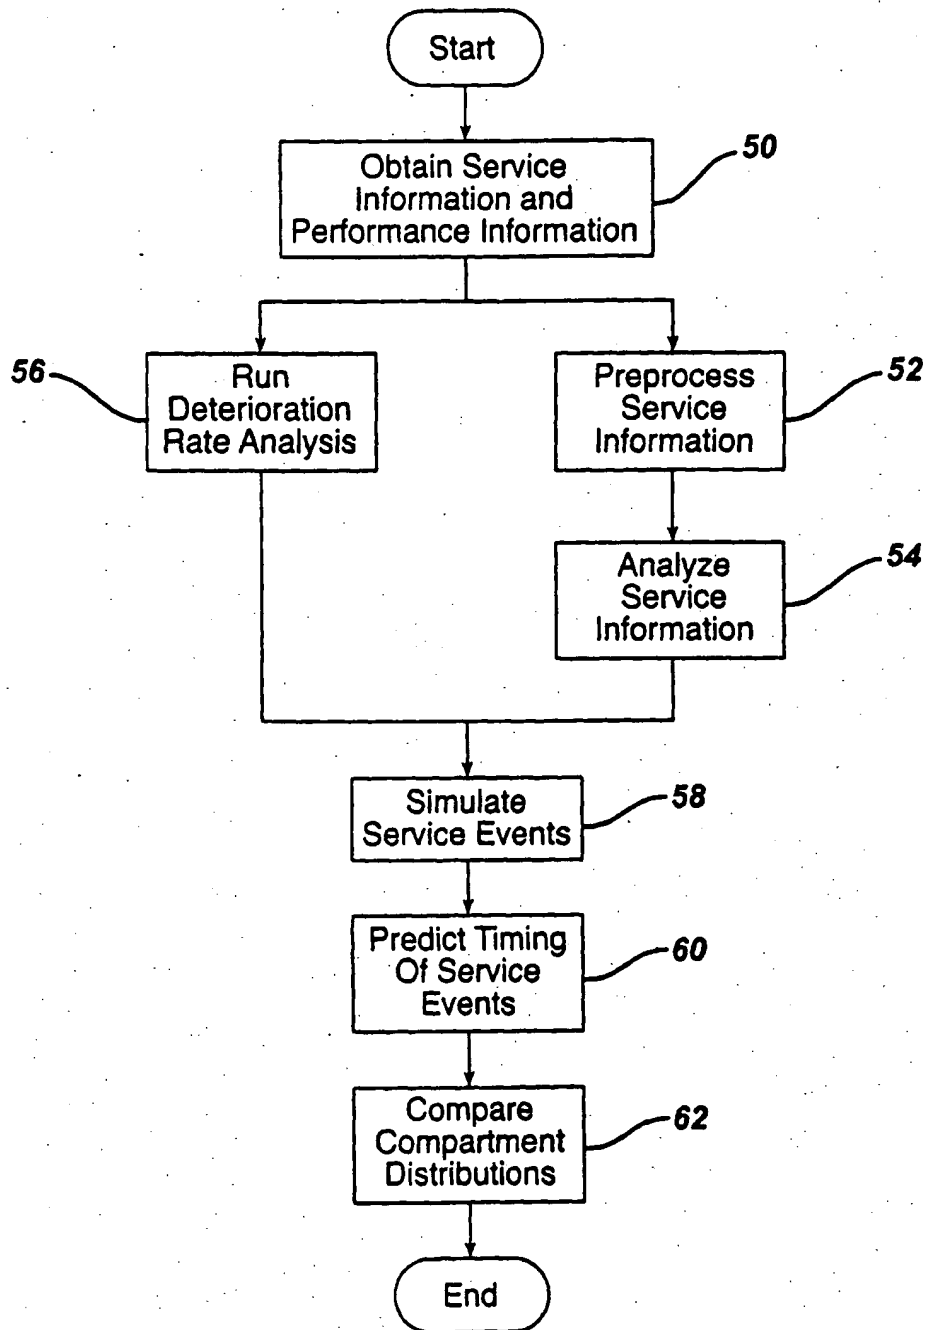 Start
Obtain Service
Information and
Performance Information
50
56
Run
Deterioration
Rate Analysis
Preprocess
Service
Information
52
Analyze
Service
Information
54
Simulate
Service Events
58
Predict Timing
Of Service
Events
60
Compare
Compartment
Distributions
62
End